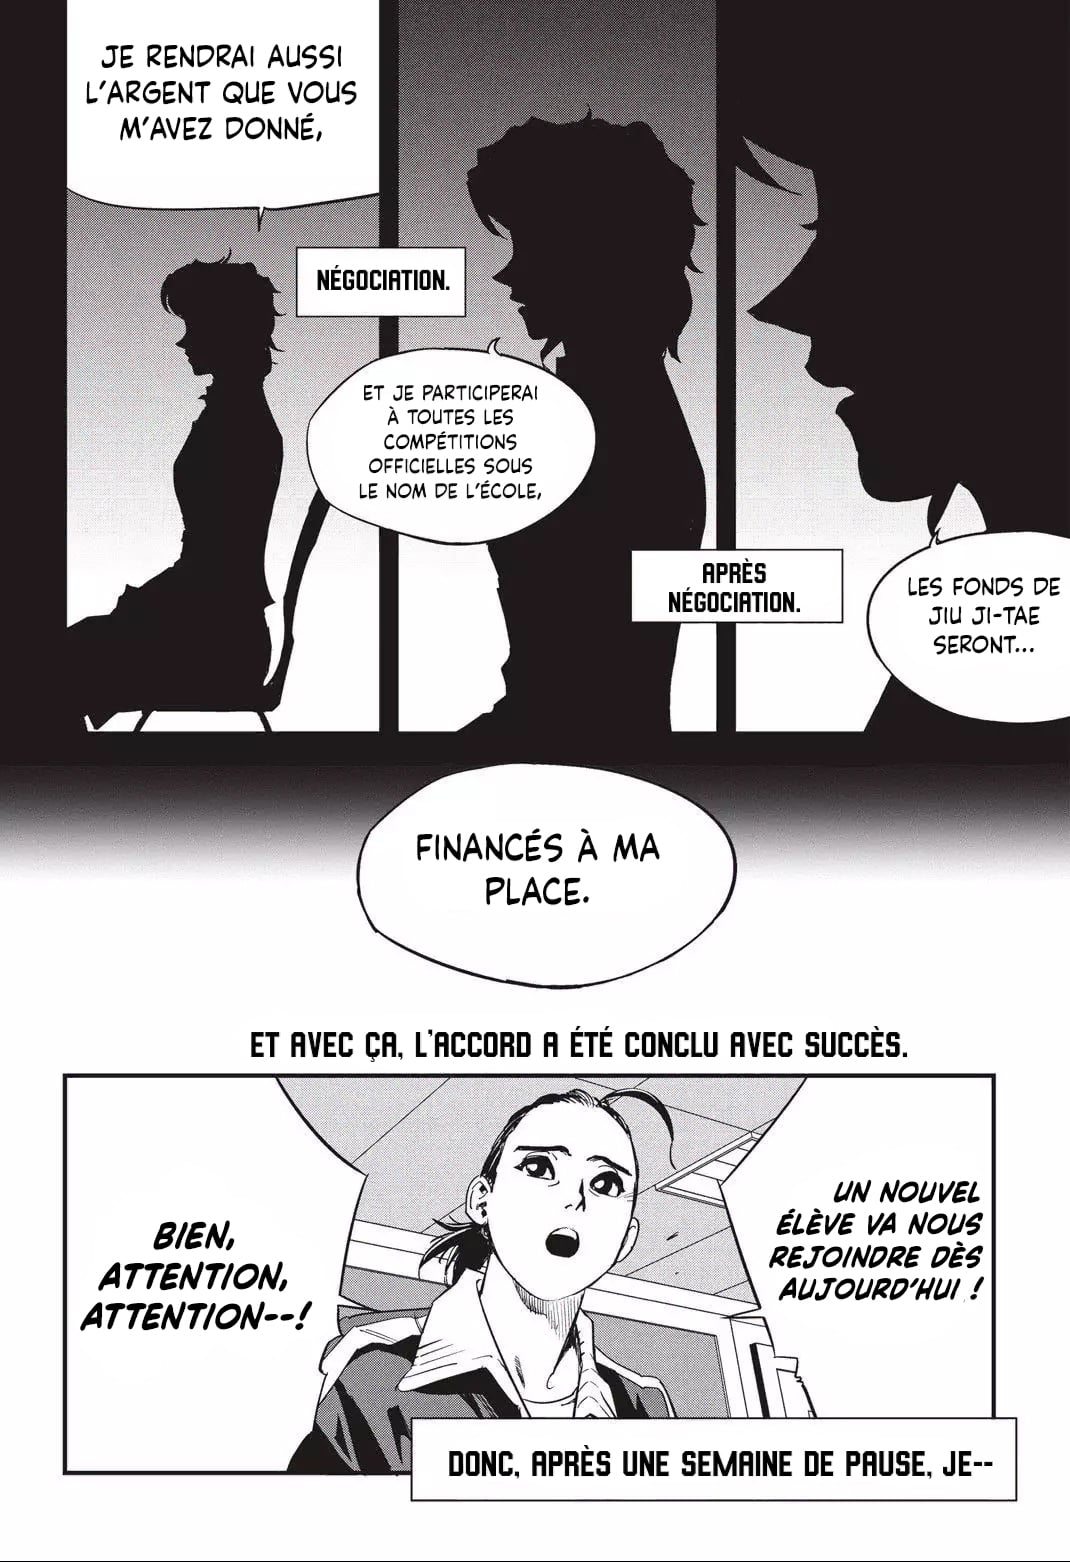 JE RENDRAI AUSSI
L'ARGENT QUE VOUS
M'AVEZ DONNÉ,
NÉGOCIATION.
ET JE PARTICIPERAI
À TOUTES LES
COMPÉTITIONS
OFFICIELLES SOUS
LE NOM DE L'ÉCOLE,
APRÈS
NÉGOCIATION.
LES FONDS DE
JIU JI-TAE
SERONT...
FINANCÉS À MA
PLACE.
ET AVEC ÇA, L'ACCORD A ÉTÉ CONCLU AVEC SUCCÈS.
BIEN,
ATTENTION,
ATTENTION--!
UN NOUVEL
ÉLÈVE VA NOUS
REJOINDRE DÈS
AUJOURD'HUI !
DONC, APRÈS UNE SEMAINE DE PAUSE, JE--